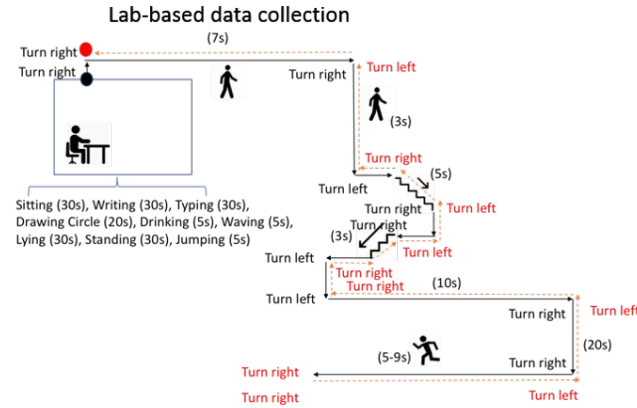 Lab-based data collection
(7s)
Turn right
Turn right
Turn right
Turn left
(3s)
Turn right
(5s)
Turn left
Sitting (30s), Writing (30s), Typing (30s),
Drawing Circle (20s), Drinking (5s), Waving (5s),
Lying (30s), Standing (30s), Jumping (5s)
Turn right
Turn left
Turn right
(3s)
Turn left
Turn left
Turn right
Turn right
(10s)
Turn left
Turn right
Turn left
(20s)
(5-9s)
Turn right
Turn right
Turn right
Turn left